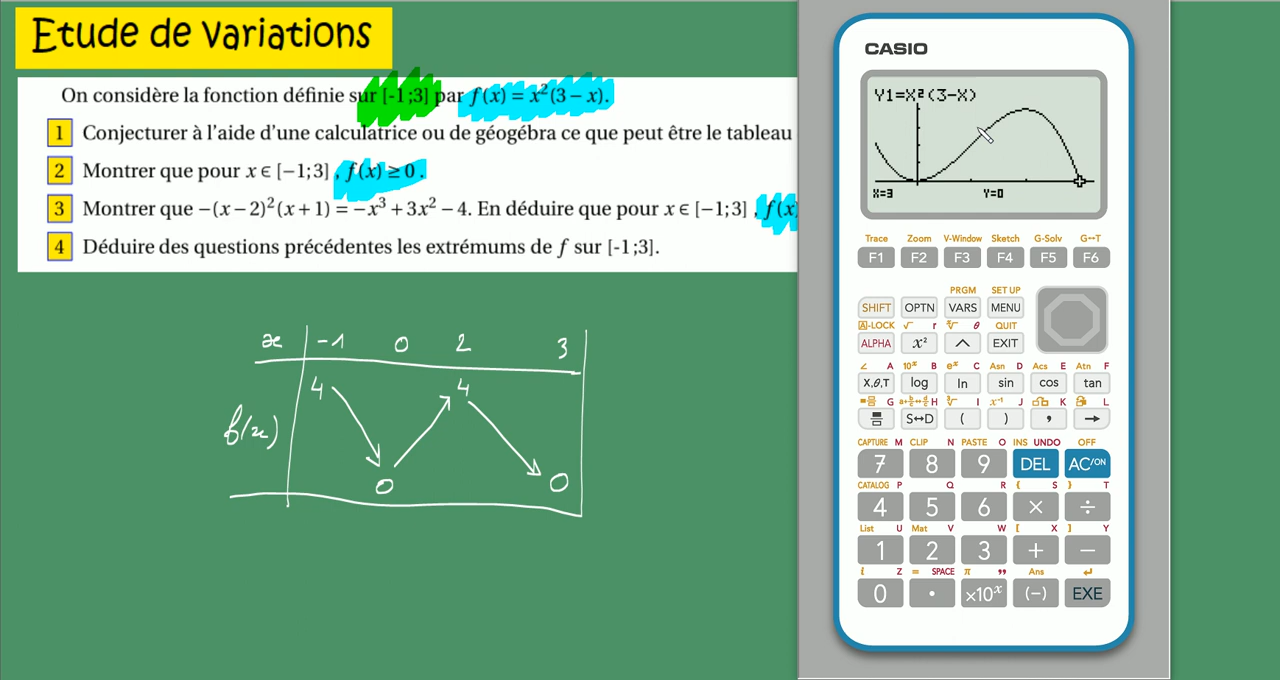 Etude de Variations
On considère la fonction définie sur [-1;3] par f(x) = x²(3 − x).
1 Conjecturer à l'aide d'une calculatrice ou de géogébra ce que peut être le tableau
2 Montrer que pour x ∈ [−1;3] , f(x) ≥ 0 .
3 Montrer que −(x − 2)²(x + 1) = −x³ + 3x² − 4. En déduire que pour x ∈ [−1;3] , f(x)
4 Déduire des questions précédentes les extrémums de f sur [-1;3].
x -1 0 2 3
4 4
f(x)
0 0
CASIO
Y1=X²(3-X)
X=3 Y=0
Trace Zoom V-Window Sketch G-Solv G↔T
F1 F2 F3 F4 F5 F6
PRGM SET UP
SHIFT OPTN VARS MENU
A-LOCK √ r θ QUIT
ALPHA x² ^ EXIT
∠ A 10ˣ B eˣ C Asn D Acs E Atn F
X,θ,T log ln sin cos tan
G H I x⁻¹ J K L
S↔D ( ) , →
CAPTURE M CLIP N PASTE O INS UNDO OFF
7 8 9 DEL AC/ON
CATALOG P Q R { S } T
4 5 6 × ÷
List U Mat V W [ X ] Y
1 2 3 + −
i Z = SPACE π " Ans ↵
0 . ×10ˣ (−) EXE